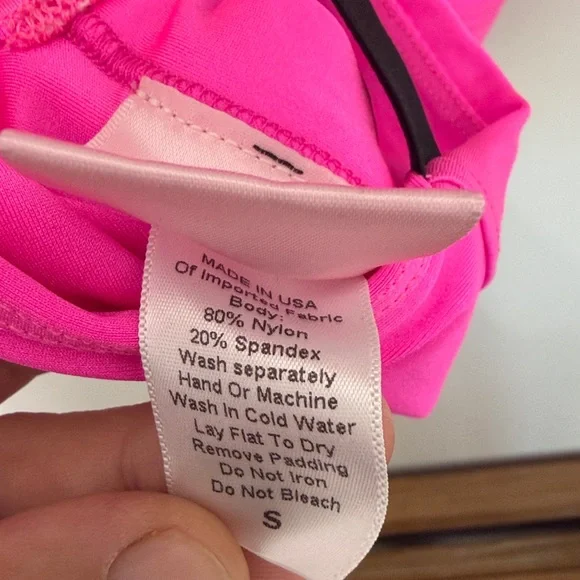 MADE IN USA
Of Imported Fabric
Body:
80% Nylon
20% Spandex
Wash separately
Hand Or Machine
Wash In Cold Water
Lay Flat To Dry
Remove Padding
Do Not Iron
Do Not Bleach
S